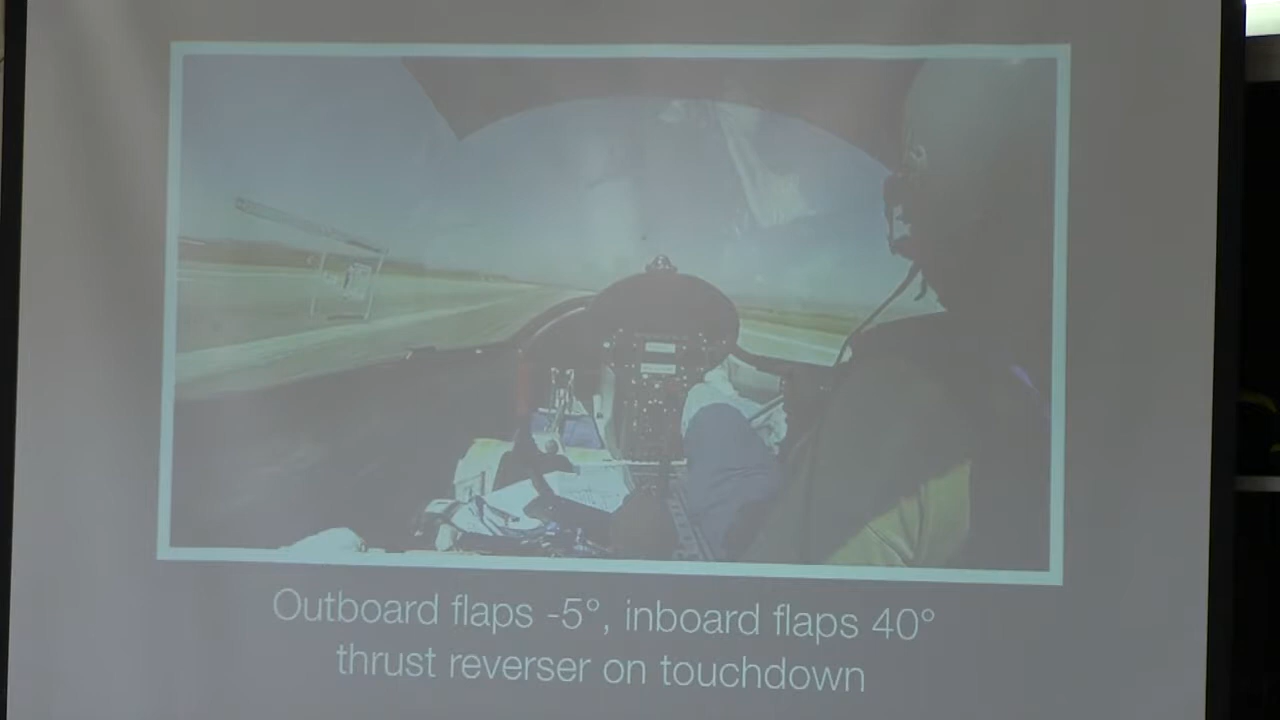 Outboard flaps -5°, inboard flaps 40°
thrust reverser on touchdown